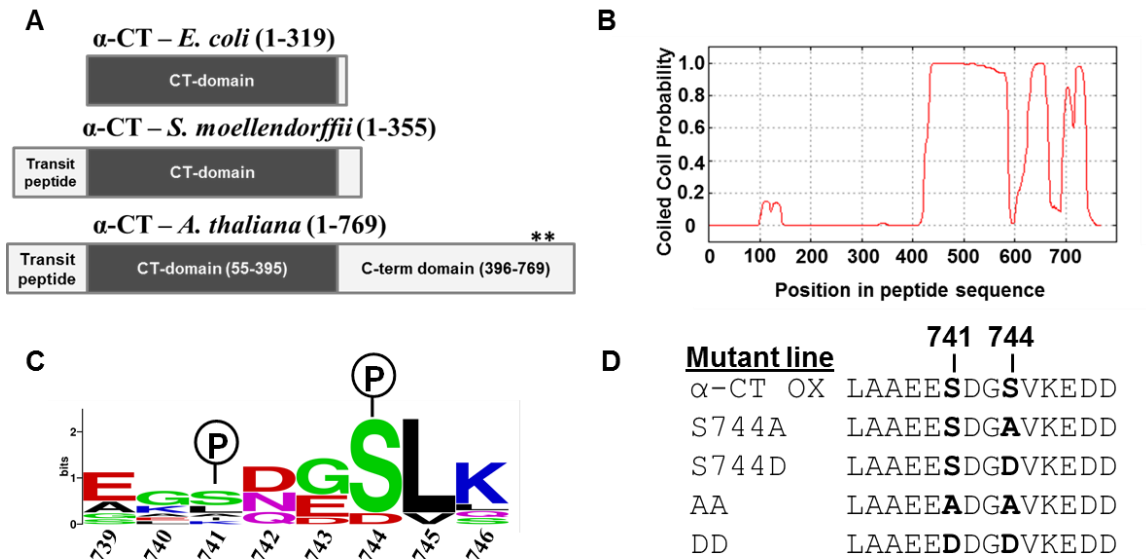 A
α-CT – E. coli (1-319)
CT-domain
α-CT – S. moellendorffii (1-355)
Transit
peptide
CT-domain
α-CT – A. thaliana (1-769)
**
Transit
peptide
CT-domain (55-395)
C-term domain (396-769)
B
Coiled Coil Probability
1.0
0.8
0.6
0.4
0.2
0
0 100 200 300 400 500 600 700
Position in peptide sequence
C
P
P
bits
2
1
0
E G S D G S L K
A K L N E D V
S Q D Q
G S
739 740 741 742 743 744 745 746
D
741 744
Mutant line
α-CT OX LAAEESDGSVKEDD
S744A LAAEESDGAVKEDD
S744D LAAEESDGDVKEDD
AA LAAEEADGAVKEDD
DD LAAEEDDGDVKEDD